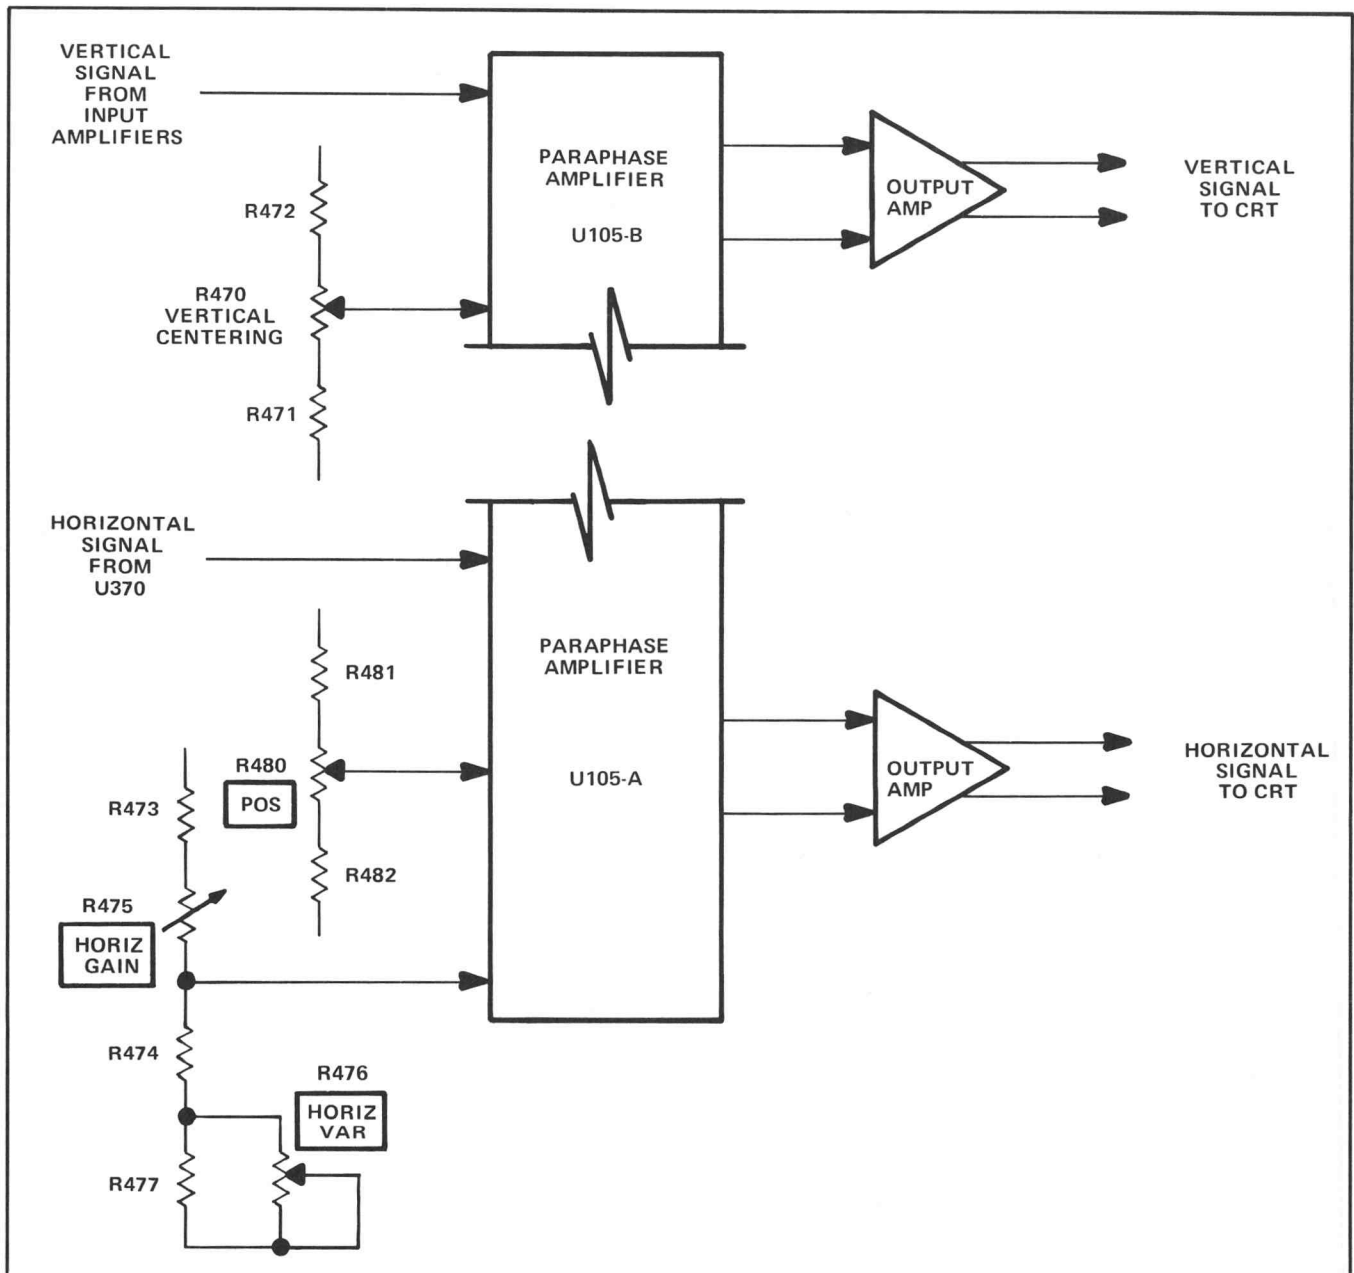 VERTICAL
SIGNAL
FROM
INPUT
AMPLIFIERS
PARAPHASE
AMPLIFIER
U105-B
OUTPUT
AMP
VERTICAL
SIGNAL
TO CRT
R472
R470
VERTICAL
CENTERING
R471
HORIZONTAL
SIGNAL
FROM
U370
PARAPHASE
AMPLIFIER
U105-A
OUTPUT
AMP
HORIZONTAL
SIGNAL
TO CRT
R481
R480
POS
R482
R473
R475
HORIZ
GAIN
R474
R476
HORIZ
VAR
R477